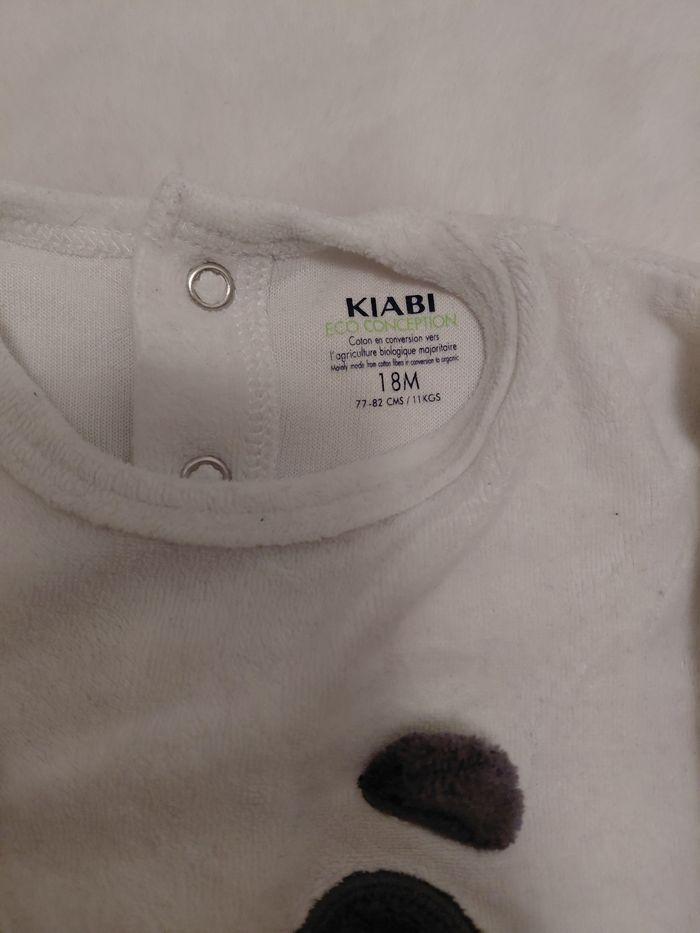 KIABI
ECO CONCEPTION
Coton en conversion vers
l'agriculture biologique majoritaire
Mainly made from cotton fibers in conversion to organic
18M
77-82 CMS / 11KGS